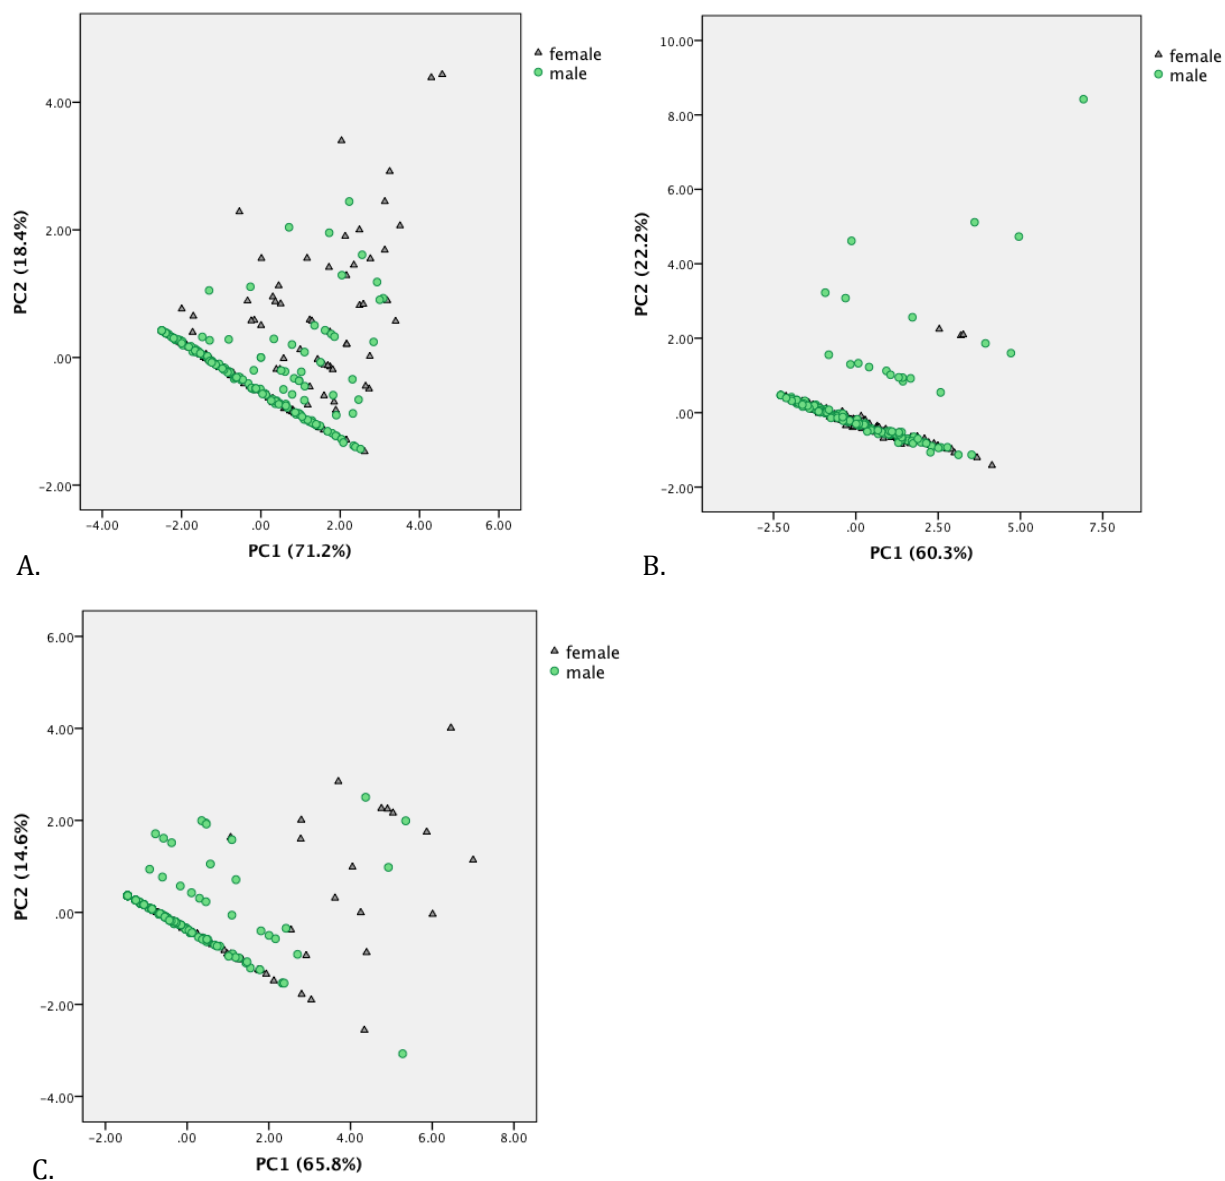 female
male
4.00
2.00
.00
−2.00
PC2 (18.4%)
−4.00 −2.00 .00 2.00 4.00 6.00
PC1 (71.2%)
A.
female
male
10.00
8.00
6.00
4.00
2.00
.00
−2.00
PC2 (22.2%)
−2.50 .00 2.50 5.00 7.50
PC1 (60.3%)
B.
female
male
6.00
4.00
2.00
.00
−2.00
−4.00
PC2 (14.6%)
−2.00 .00 2.00 4.00 6.00 8.00
PC1 (65.8%)
C.